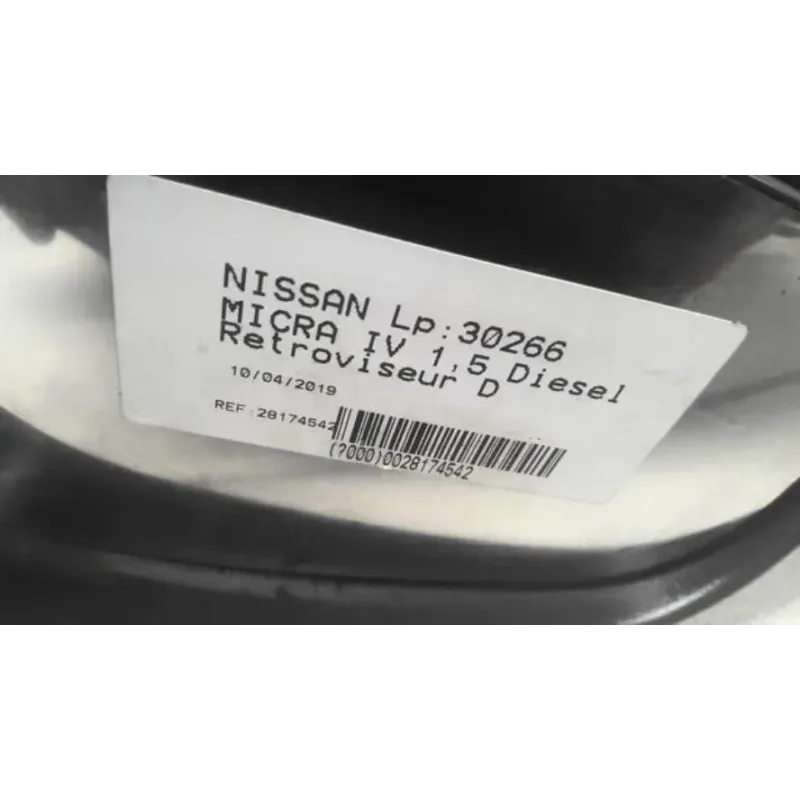 NISSAN Lp:30266
MICRA IV 1,5 Diesel
Retroviseur D
10/04/2019
REF:28174542
(?000)0028174542